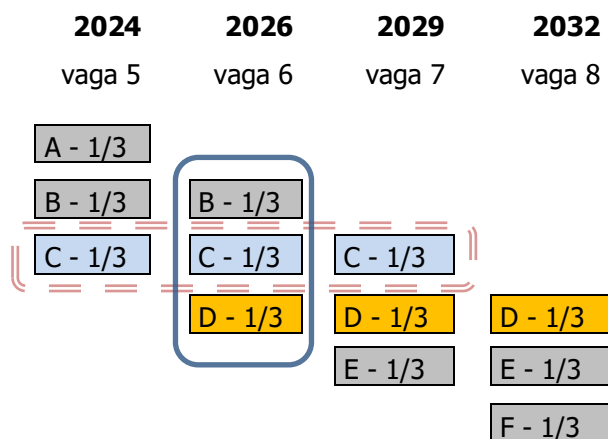 2024 2026 2029 2032
vaga 5 vaga 6 vaga 7 vaga 8
A - 1/3
B - 1/3 B - 1/3
C - 1/3 C - 1/3 C - 1/3
D - 1/3 D - 1/3 D - 1/3
E - 1/3 E - 1/3
F - 1/3